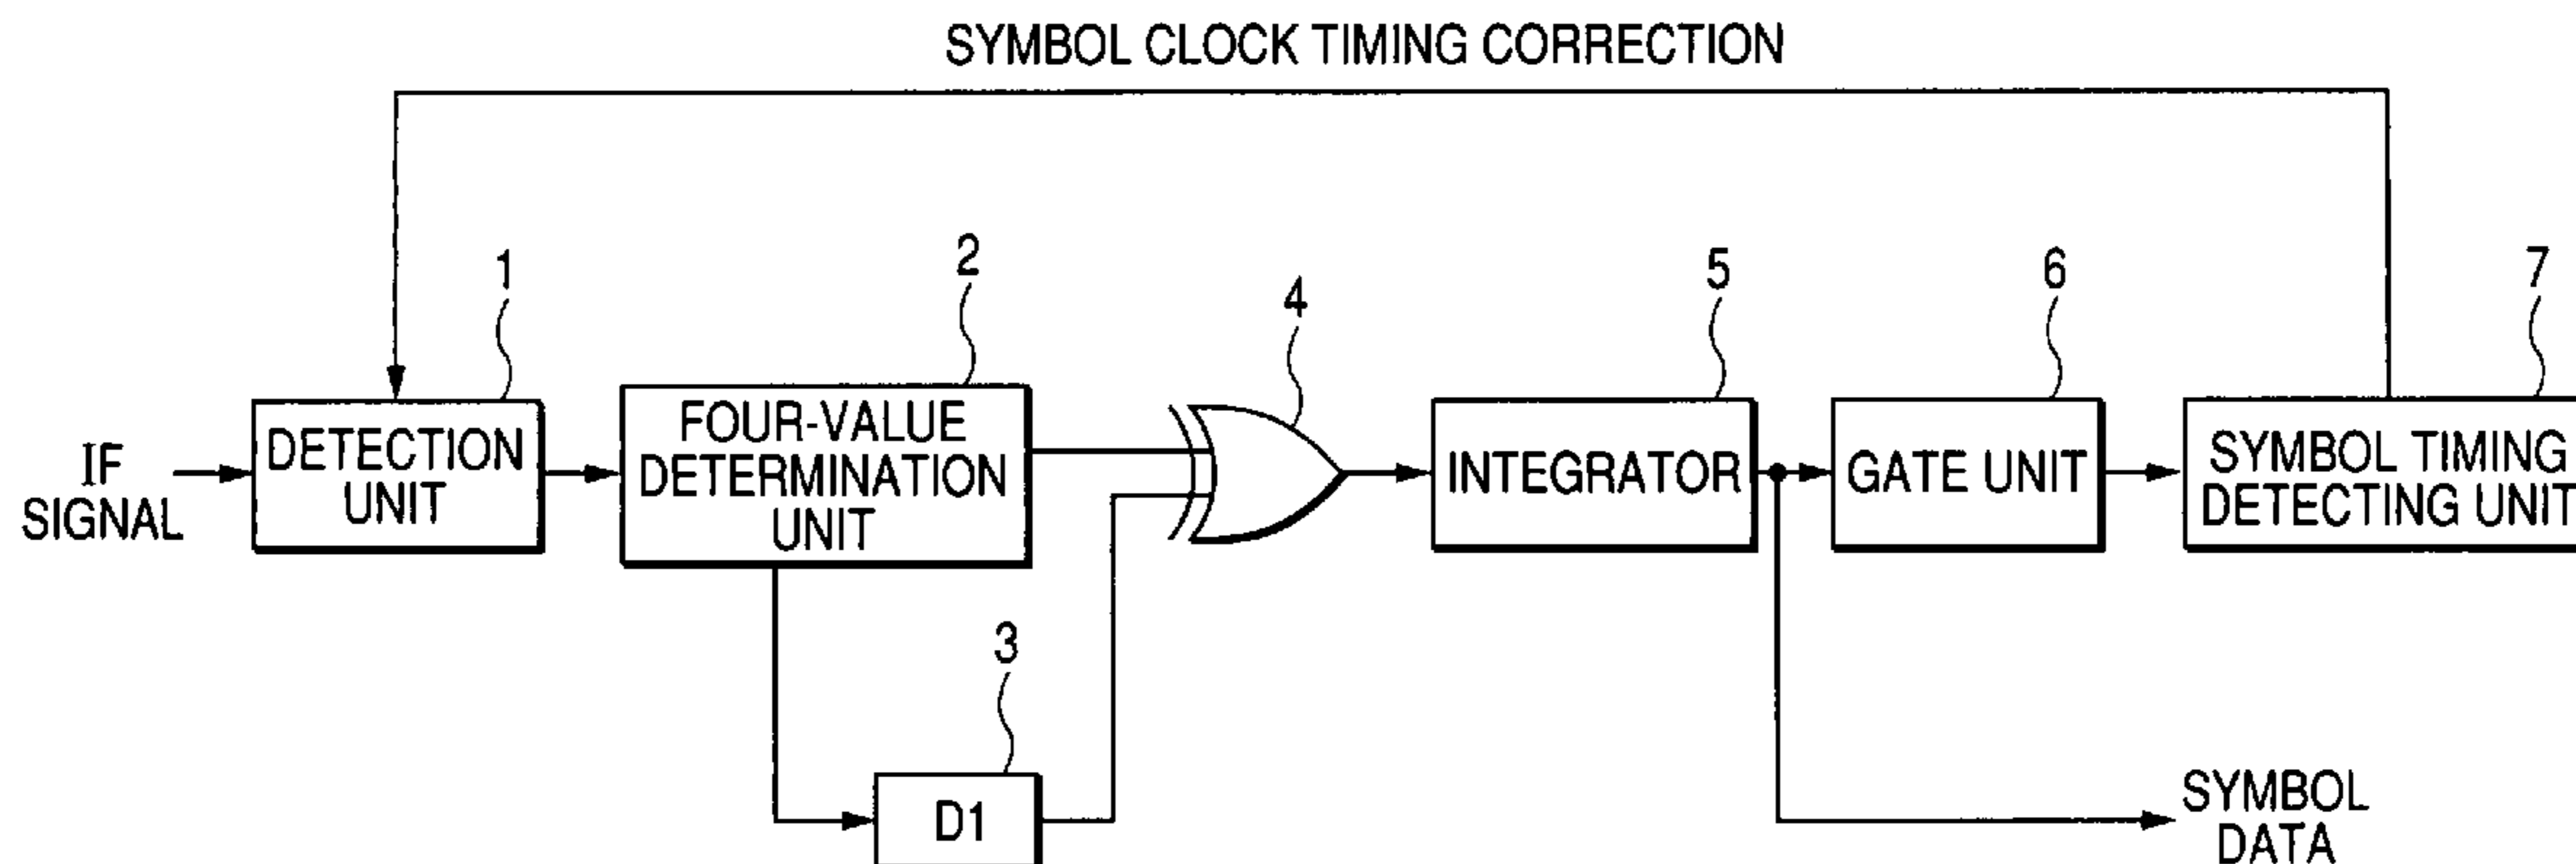 SYMBOL CLOCK TIMING CORRECTION
1
2
4
5
6
7
IF
SIGNAL
DETECTION
UNIT
FOUR-VALUE
DETERMINATION
UNIT
INTEGRATOR
GATE UNIT
SYMBOL TIMING
DETECTING UNIT
3
D1
SYMBOL
DATA